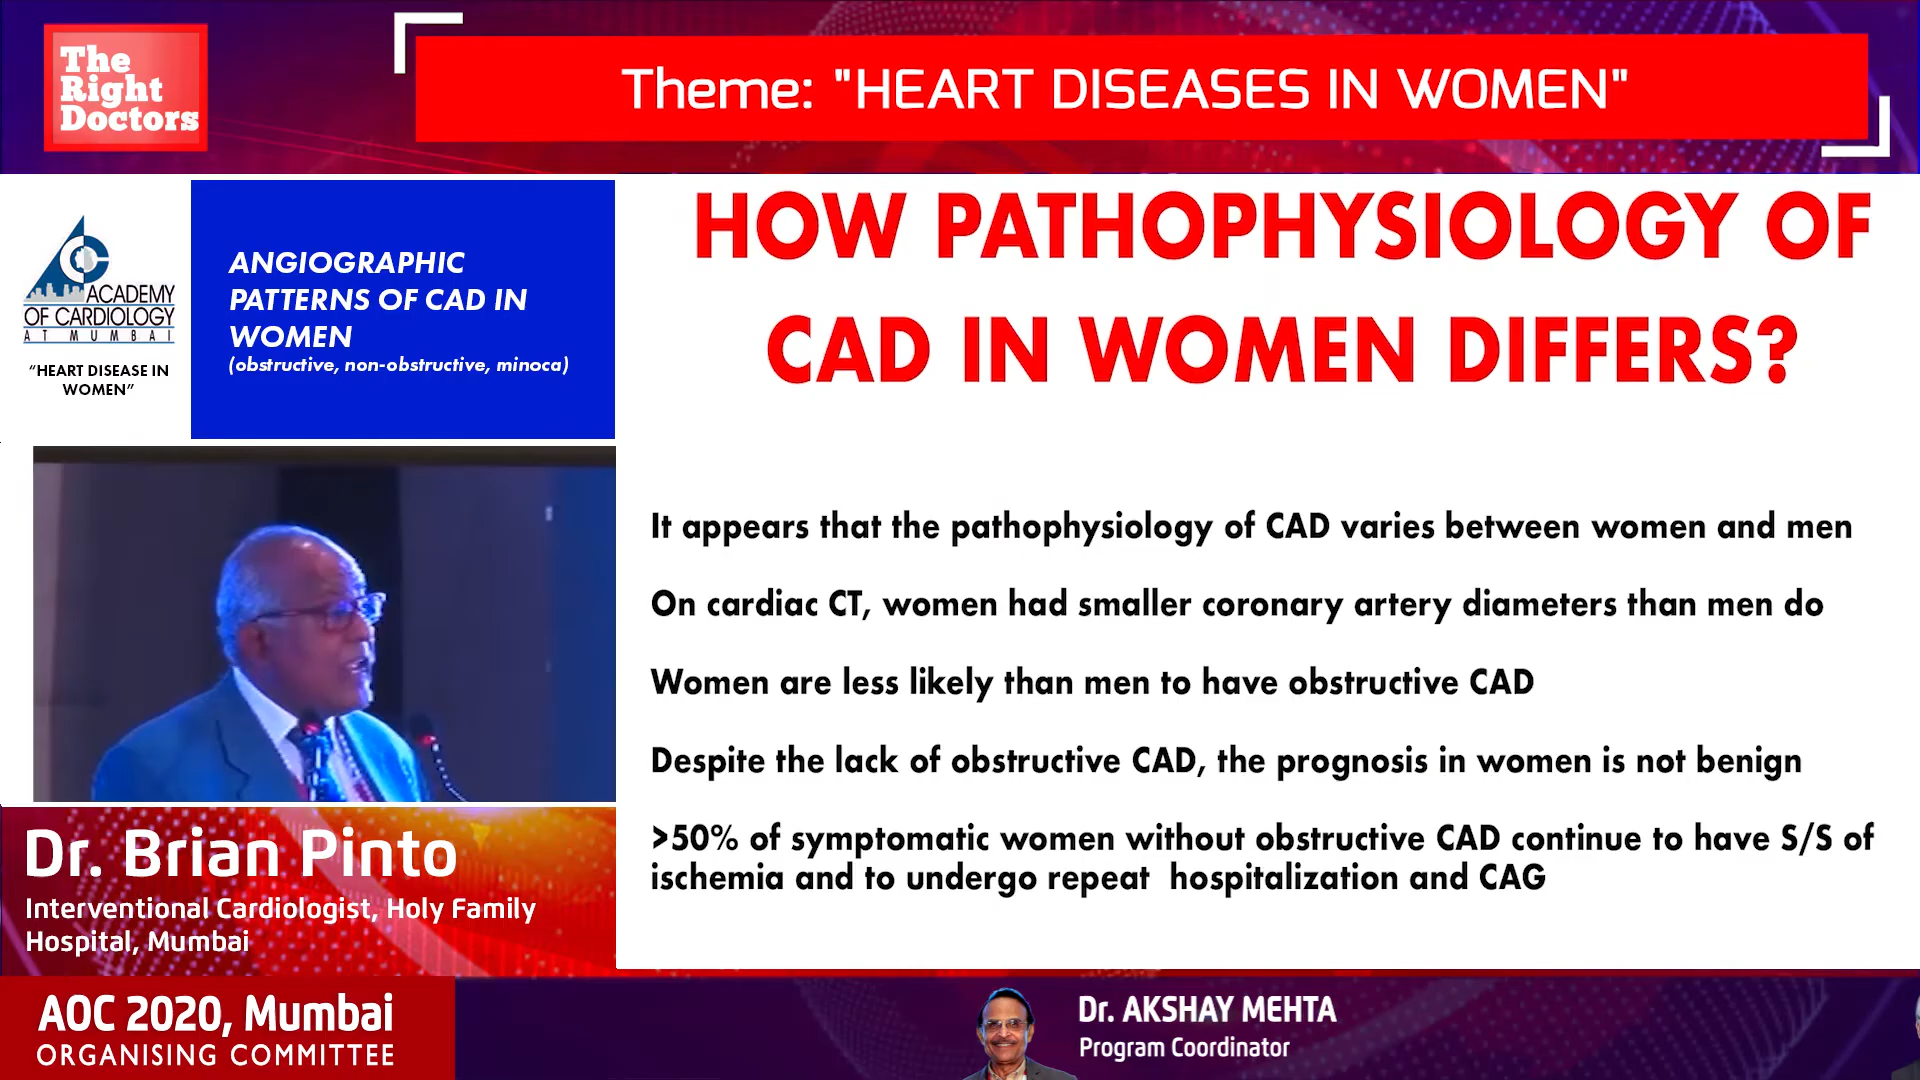 The
Right
Doctors
Theme: "HEART DISEASES IN WOMEN"
ACADEMY
OF CARDIOLOGY
AT MUMBAI
“HEART DISEASE IN
WOMEN”
ANGIOGRAPHIC
PATTERNS OF CAD IN
WOMEN
(obstructive, non-obstructive, minoca)
HOW PATHOPHYSIOLOGY OF
CAD IN WOMEN DIFFERS?
It appears that the pathophysiology of CAD varies between women and men
On cardiac CT, women had smaller coronary artery diameters than men do
Women are less likely than men to have obstructive CAD
Despite the lack of obstructive CAD, the prognosis in women is not benign
>50% of symptomatic women without obstructive CAD continue to have S/S of
ischemia and to undergo repeat hospitalization and CAG
Dr. Brian Pinto
Interventional Cardiologist, Holy Family
Hospital, Mumbai
AOC 2020, Mumbai
ORGANISING COMMITTEE
Dr. AKSHAY MEHTA
Program Coordinator